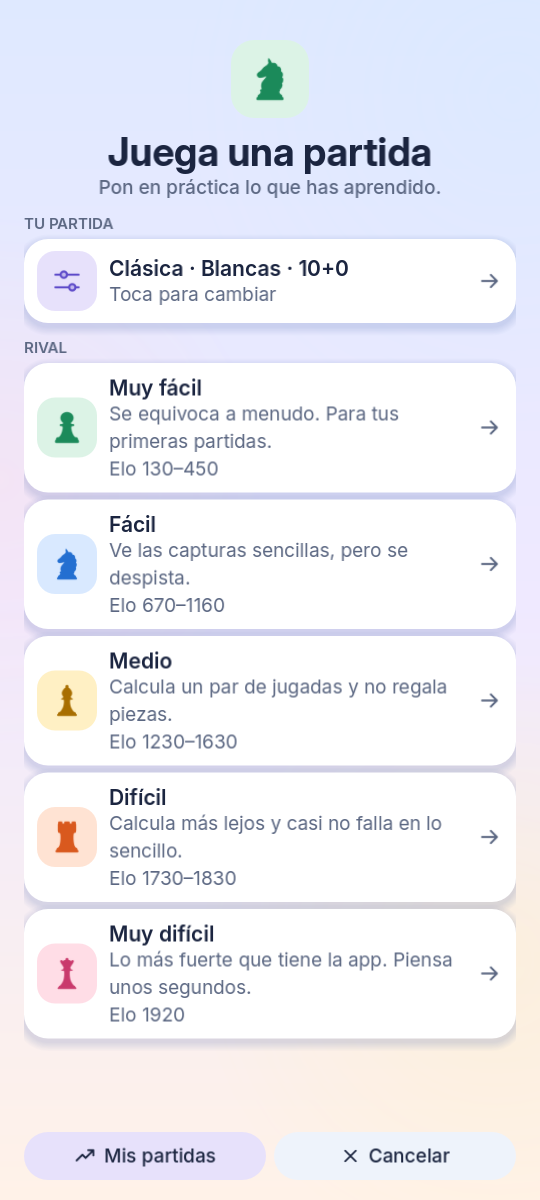 Juega una partida
Pon en práctica lo que has aprendido.
TU PARTIDA
Clásica · Blancas · 10+0
Toca para cambiar
RIVAL
Muy fácil
Se equivoca a menudo. Para tus
primeras partidas.
Elo 130–450
Fácil
Ve las capturas sencillas, pero se
despista.
Elo 670–1160
Medio
Calcula un par de jugadas y no regala
piezas.
Elo 1230–1630
Difícil
Calcula más lejos y casi no falla en lo
sencillo.
Elo 1730–1830
Muy difícil
Lo más fuerte que tiene la app. Piensa
unos segundos.
Elo 1920
Mis partidas
Cancelar